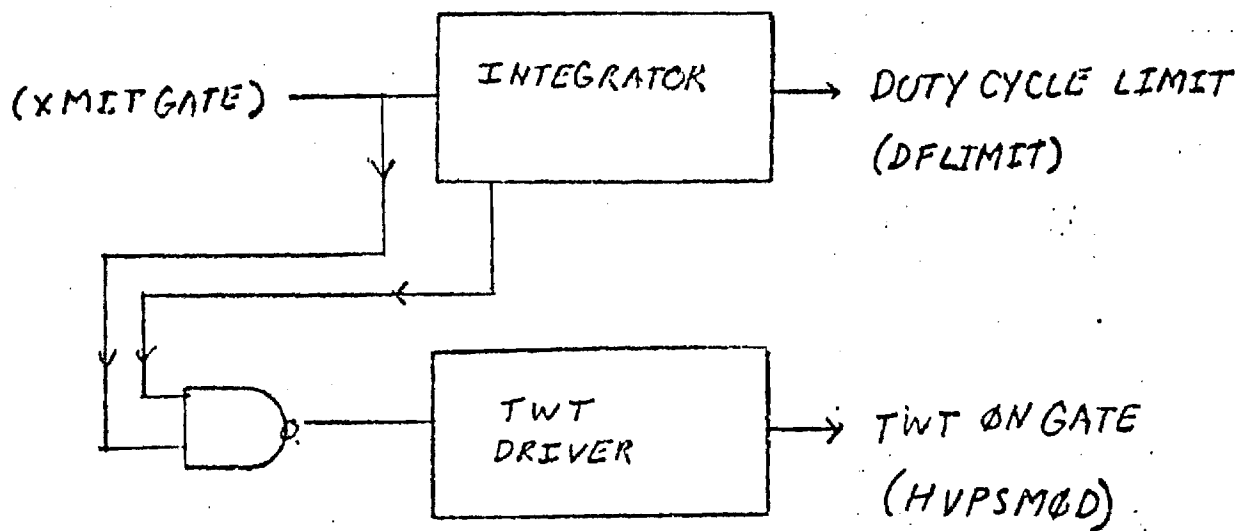 INTEGRATOR
(XMIT GATE)
DUTY CYCLE LIMIT
(DFLIMIT)
TWT
DRIVER
TWT ØN GATE
(HVPSMØD)